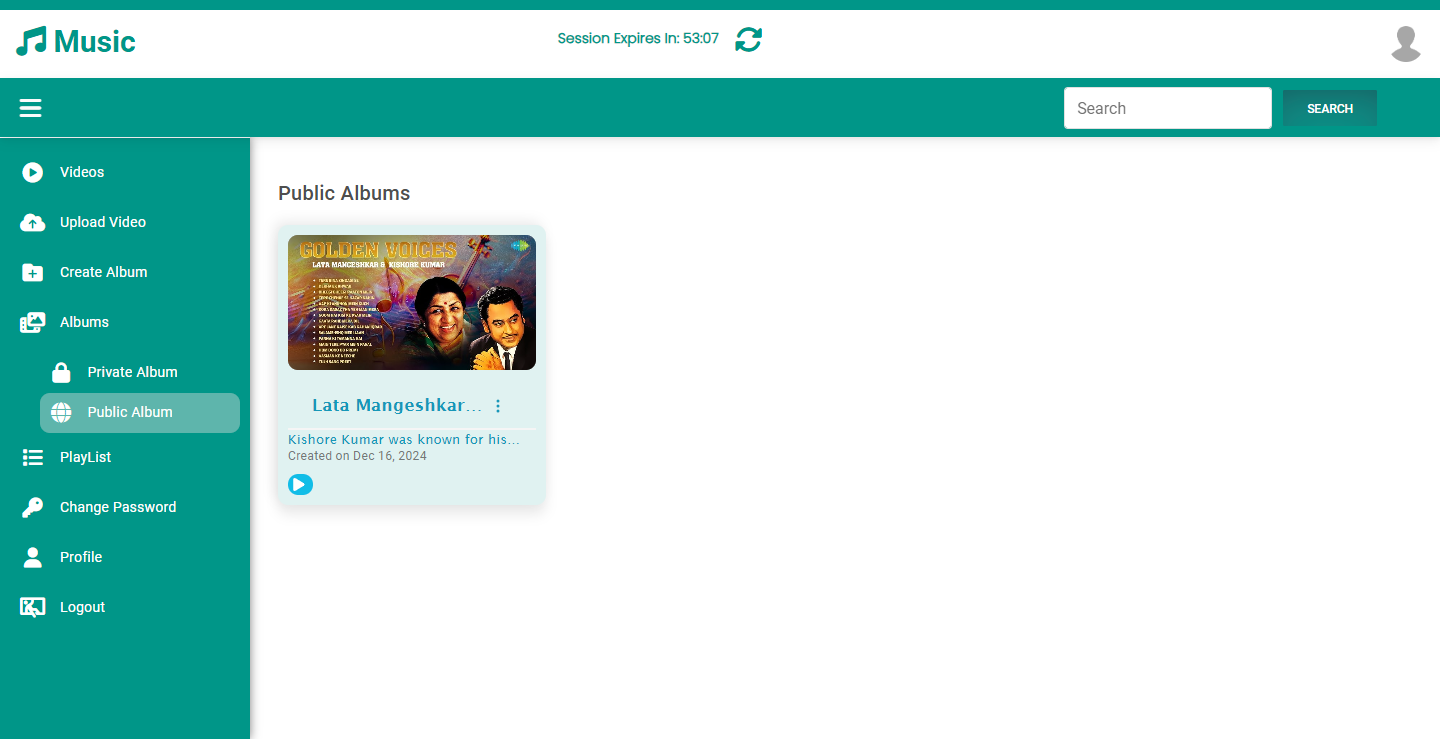 Music
Session Expires In: 53:07
Search
SEARCH
Videos
Upload Video
Create Album
Albums
Private Album
Public Album
PlayList
Change Password
Profile
Logout
Public Albums
GOLDEN VOICES
LATA MANGESHKAR & KISHORE KUMAR
Lata Mangeshkar...
Kishore Kumar was known for his...
Created on Dec 16, 2024